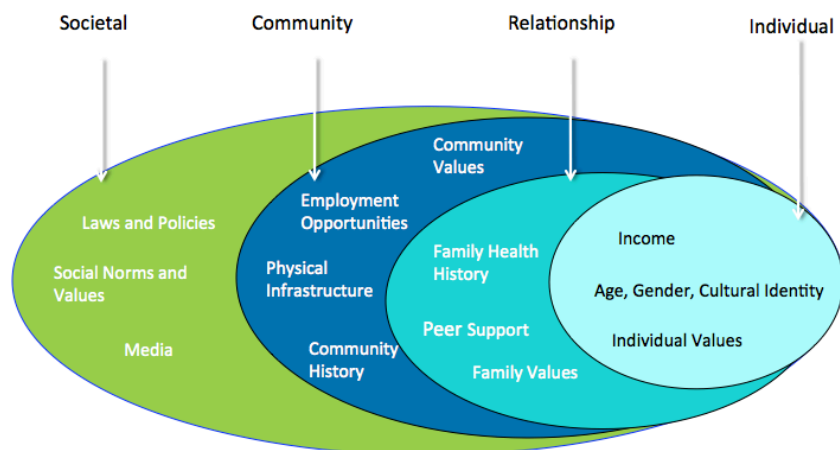 Societal
Community
Relationship
Individual
Laws and Policies
Social Norms and
Values
Media
Community
Values
Employment
Opportunities
Physical
Infrastructure
Community
History
Family Health
History
Peer Support
Family Values
Income
Age, Gender, Cultural Identity
Individual Values